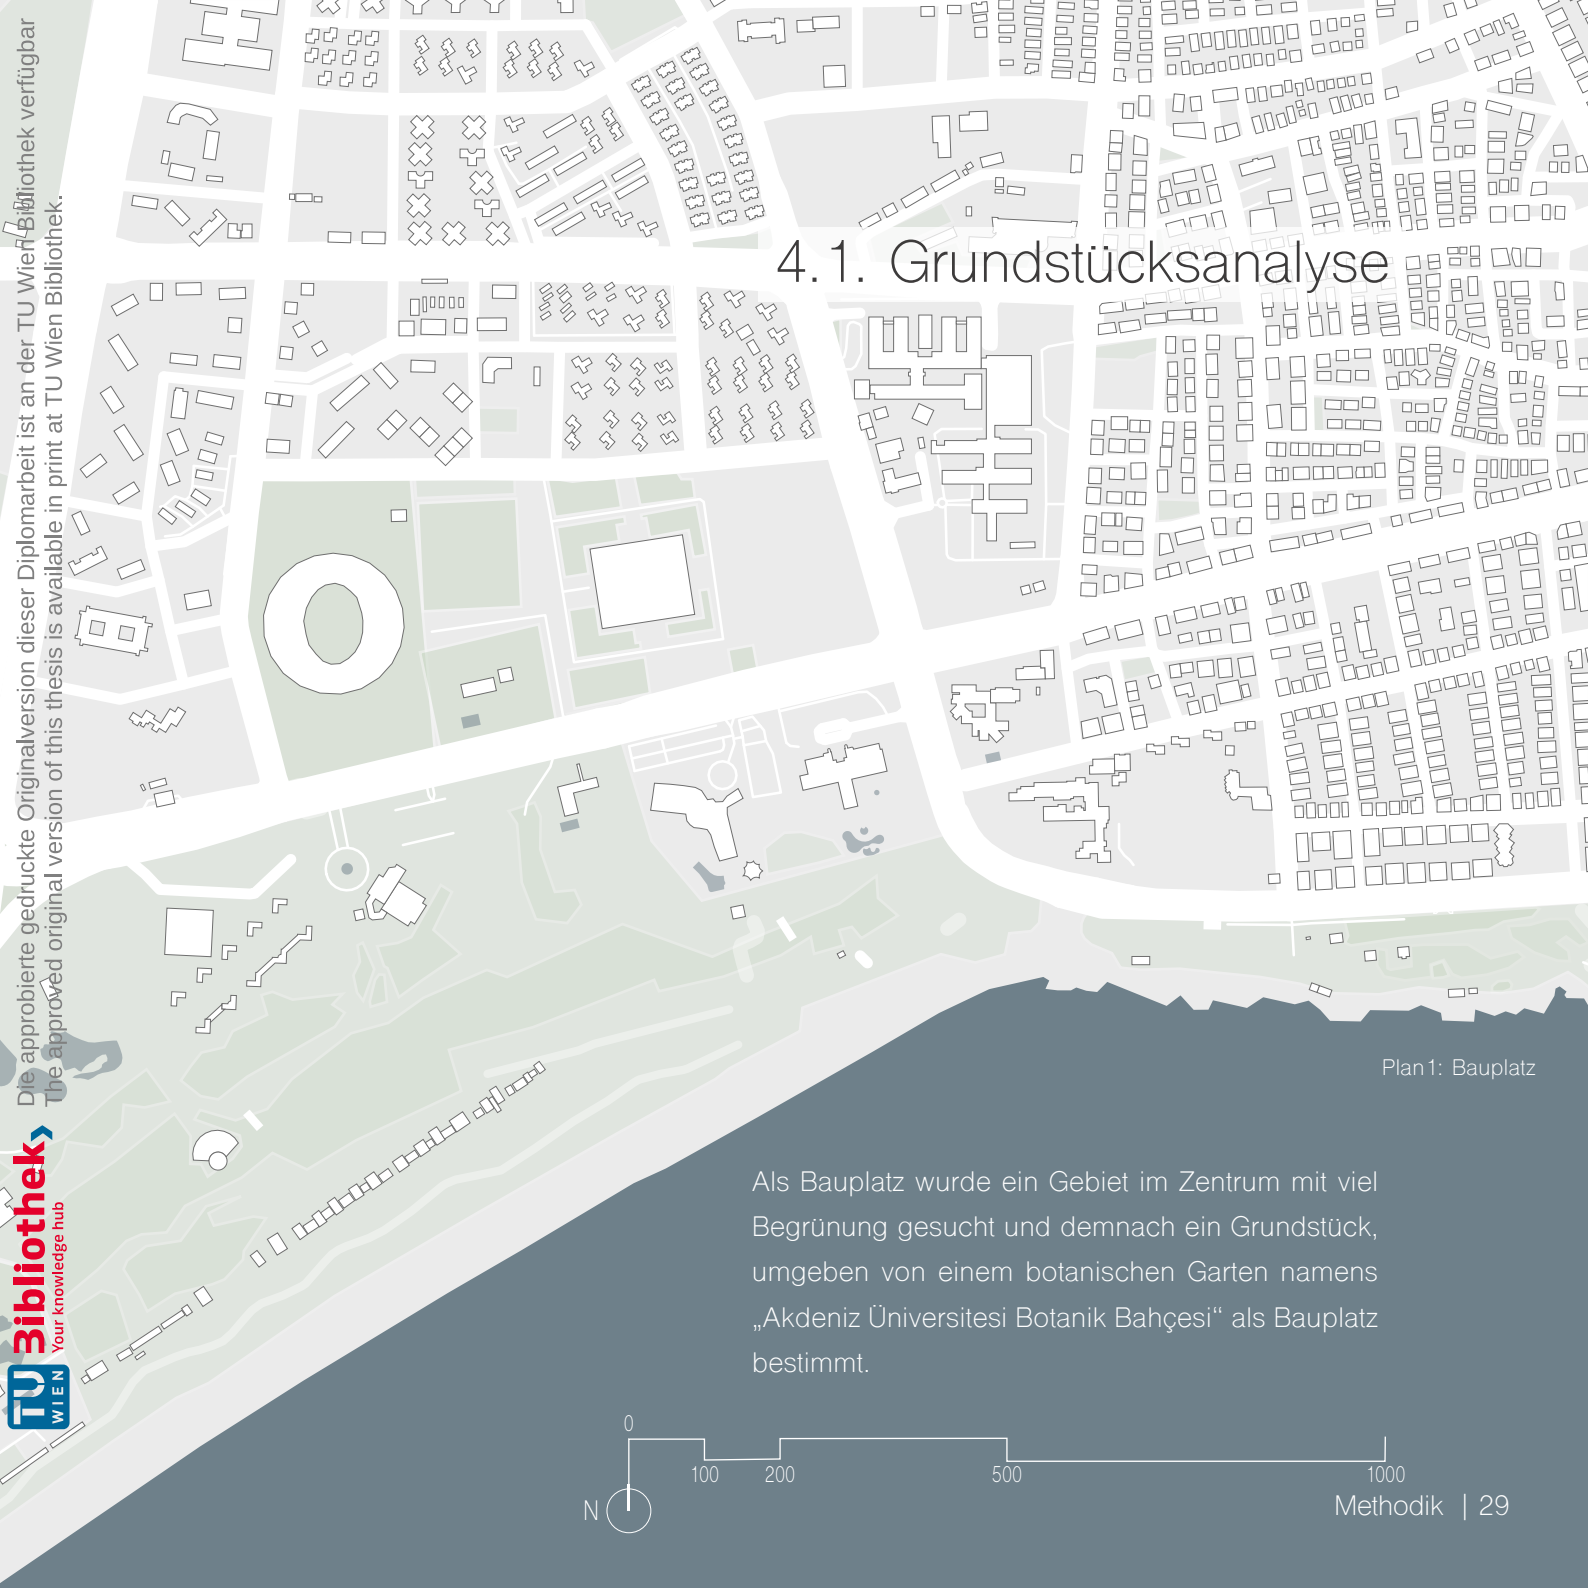 4.1. Grundstücksanalyse
Plan1: Bauplatz
Als Bauplatz wurde ein Gebiet im Zentrum mit viel
Begrünung gesucht und demnach ein Grundstück,
umgeben von einem botanischen Garten namens
„Akdeniz Üniversitesi Botanik Bahçesi“ als Bauplatz
bestimmt.
0
100
200
500
1000
N
Methodik | 29
Die approbierte gedruckte Originalversion dieser Diplomarbeit ist an der TU Wien Bibliothek verfügbar
The approved original version of this thesis is available in print at TU Wien Bibliothek.
TU
WIEN
Bibliothek
Your knowledge hub